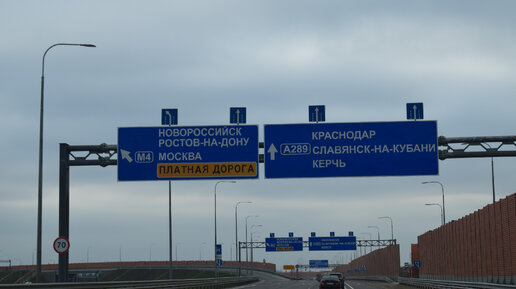 НОВОРОССИЙСК
РОСТОВ-НА-ДОНУ
М4 МОСКВА
ПЛАТНАЯ ДОРОГА
КРАСНОДАР
А289 СЛАВЯНСК-НА-КУБАНИ
КЕРЧЬ
70